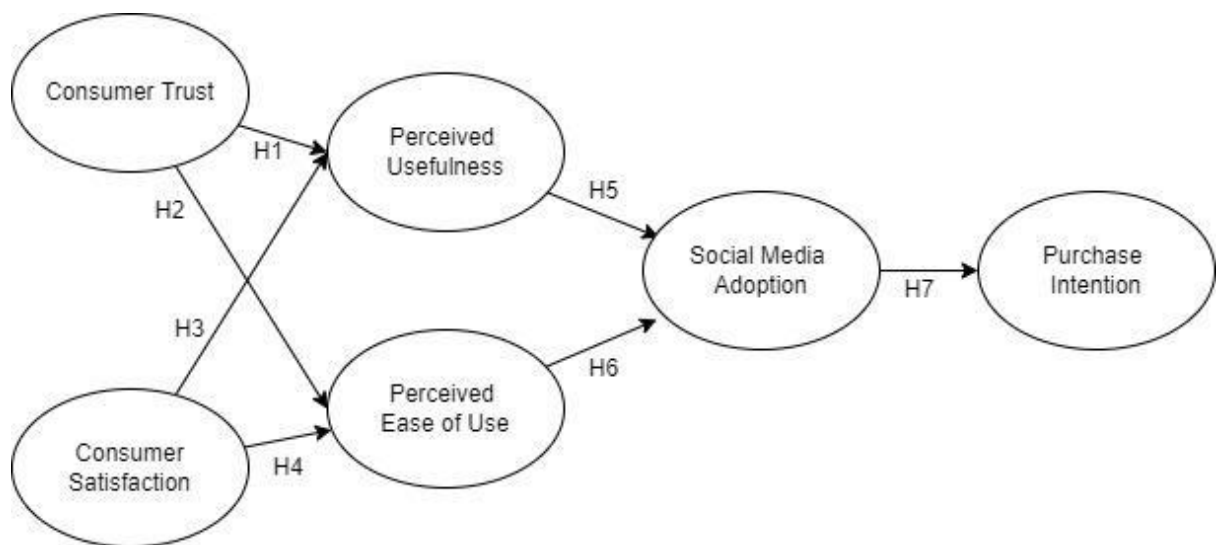 Consumer Trust
H1
Perceived
Usefulness
H2
H5
Social Media
Adoption
H7
Purchase
Intention
H3
H6
Perceived
Ease of Use
Consumer
Satisfaction
H4